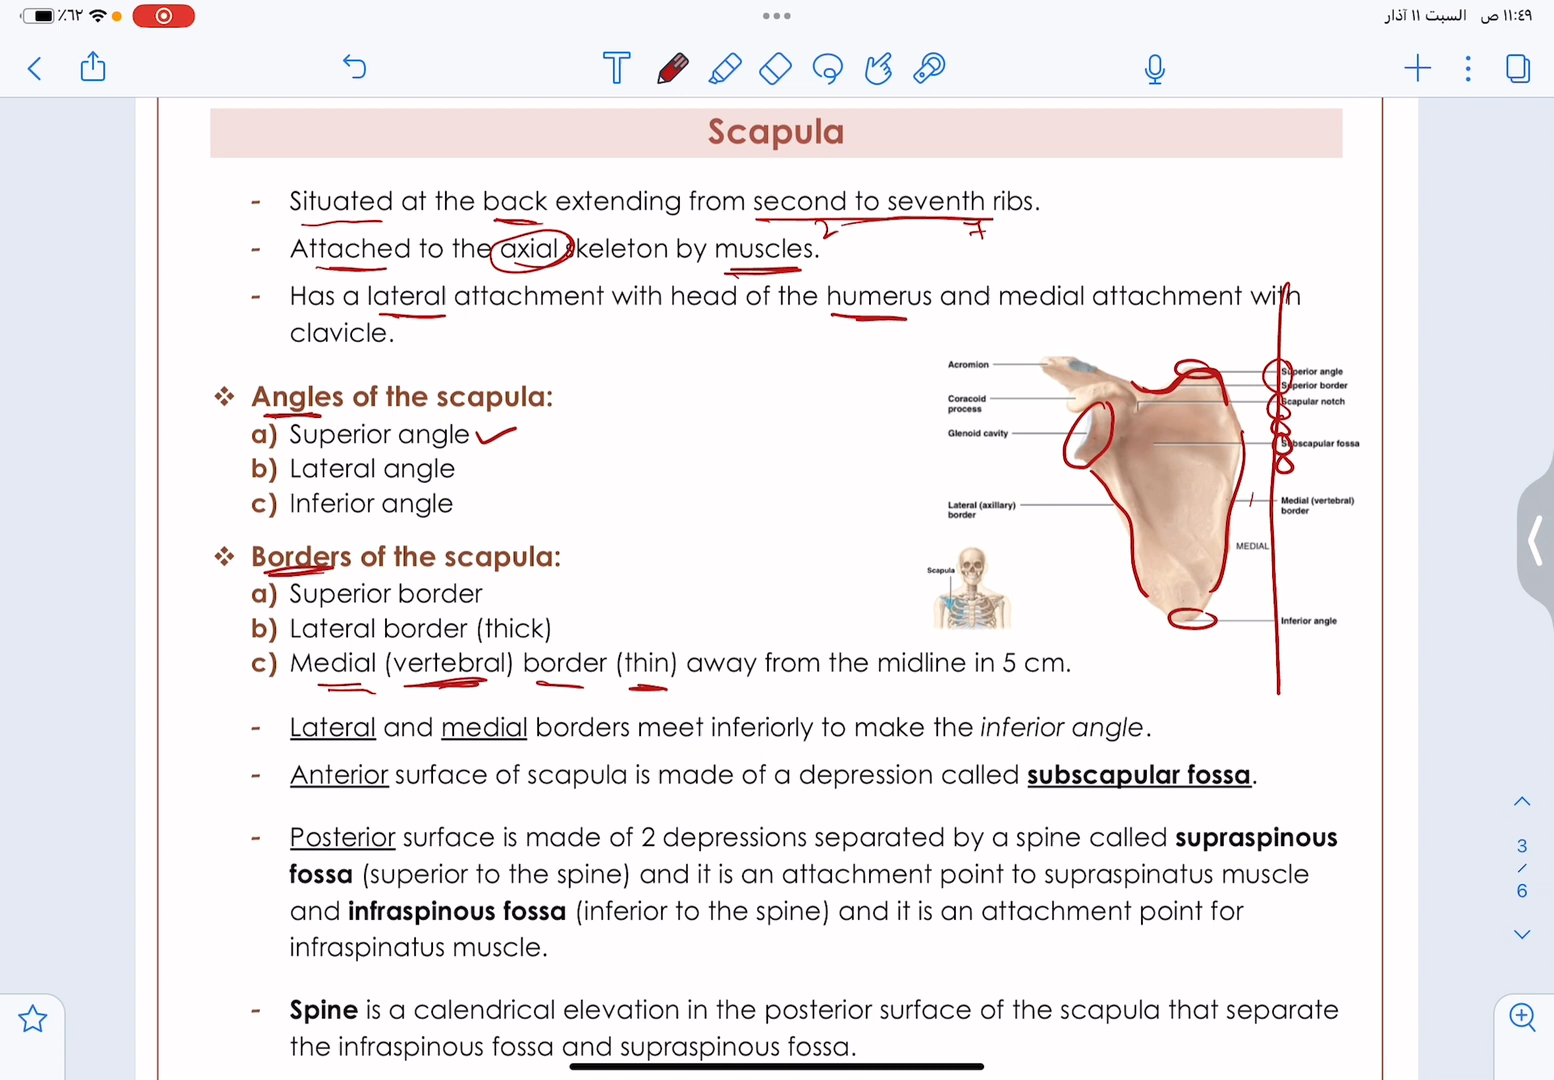 ٪٦٢
١١:٤٩ ص السبت ١١ آذار
Scapula
- Situated at the back extending from second to seventh ribs.
2 7
- Attached to the axial skeleton by muscles.
- Has a lateral attachment with head of the humerus and medial attachment with
clavicle.
❖ Angles of the scapula:
a) Superior angle
b) Lateral angle
c) Inferior angle
❖ Borders of the scapula:
a) Superior border
b) Lateral border (thick)
c) Medial (vertebral) border (thin) away from the midline in 5 cm.
Acromion
Coracoid
process
Glenoid cavity
Lateral (axillary)
border
Scapula
Superior angle
Superior border
Scapular notch
Subscapular fossa
Medial (vertebral)
border
MEDIAL
Inferior angle
- Lateral and medial borders meet inferiorly to make the inferior angle.
- Anterior surface of scapula is made of a depression called subscapular fossa.
- Posterior surface is made of 2 depressions separated by a spine called supraspinous
fossa (superior to the spine) and it is an attachment point to supraspinatus muscle
and infraspinous fossa (inferior to the spine) and it is an attachment point for
infraspinatus muscle.
- Spine is a calendrical elevation in the posterior surface of the scapula that separate
the infraspinous fossa and supraspinous fossa.
3
/
6